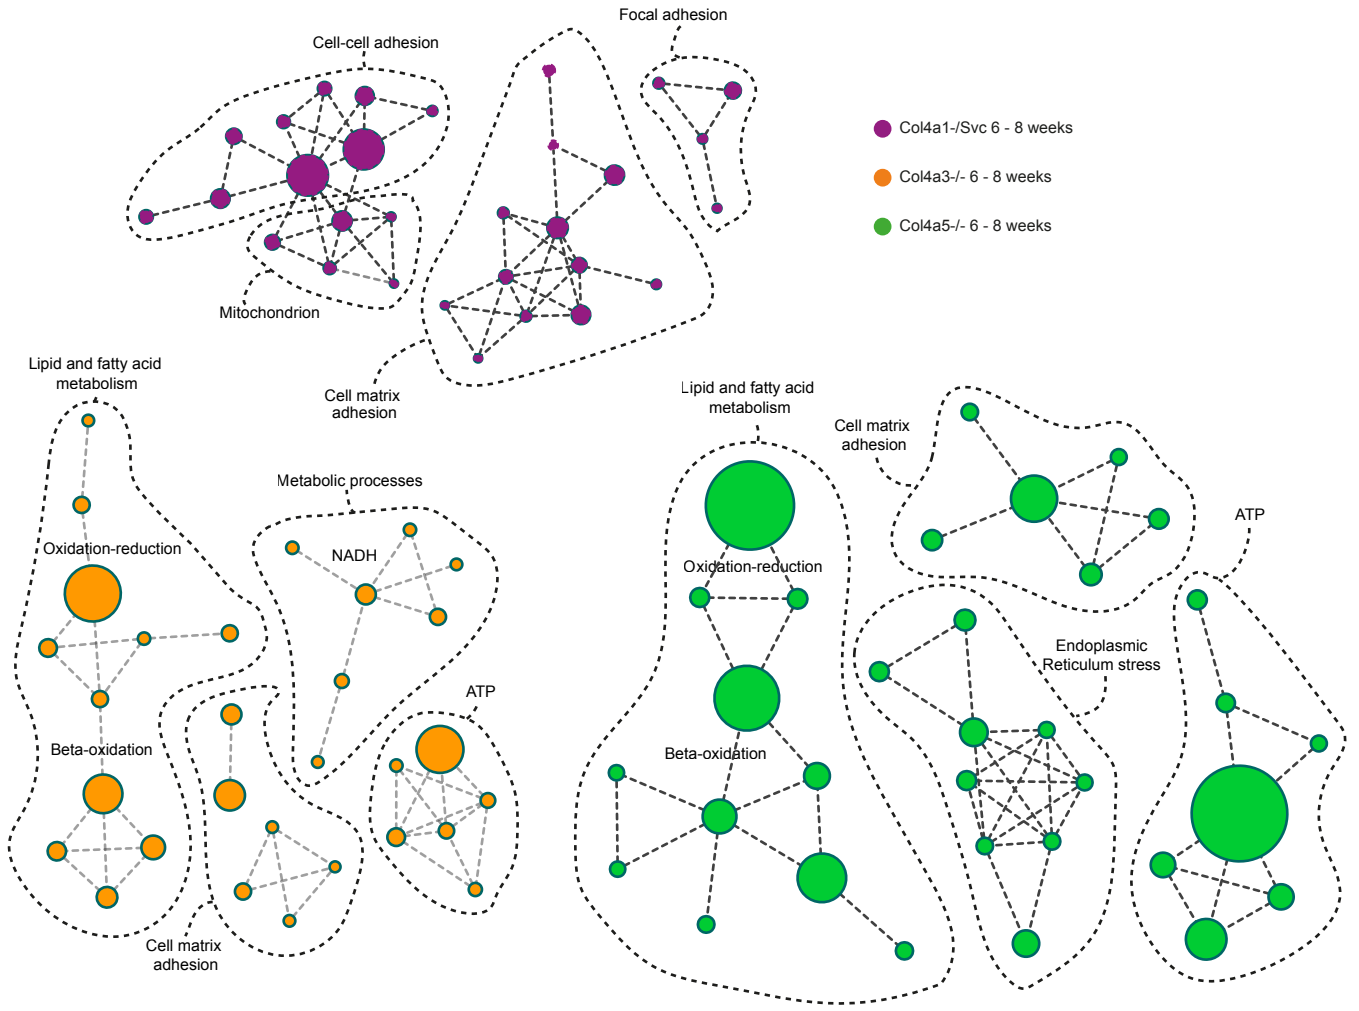 Focal adhesion
Cell-cell adhesion
Col4a1-/Svc 6 - 8 weeks
Col4a3-/- 6 - 8 weeks
Col4a5-/- 6 - 8 weeks
Mitochondrion
Cell matrix
adhesion
Lipid and fatty acid
metabolism
Oxidation-reduction
Beta-oxidation
Metabolic processes
NADH
ATP
Cell matrix
adhesion
Lipid and fatty acid
metabolism
Oxidation-reduction
Beta-oxidation
Cell matrix
adhesion
Endoplasmic
Reticulum stress
ATP